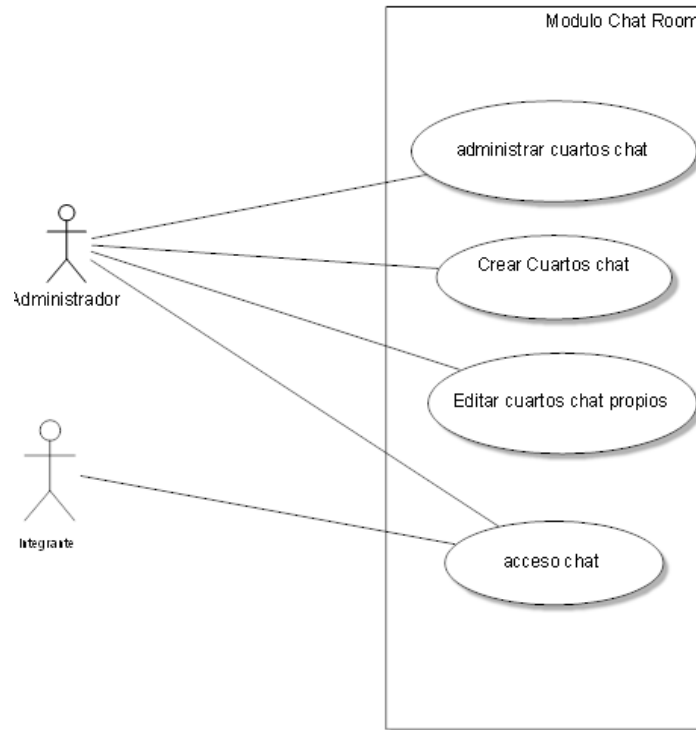 Modulo Chat Room
administrar cuartos chat
Crear Cuartos chat
Administrador
Editar cuartos chat propios
Integrante
acceso chat